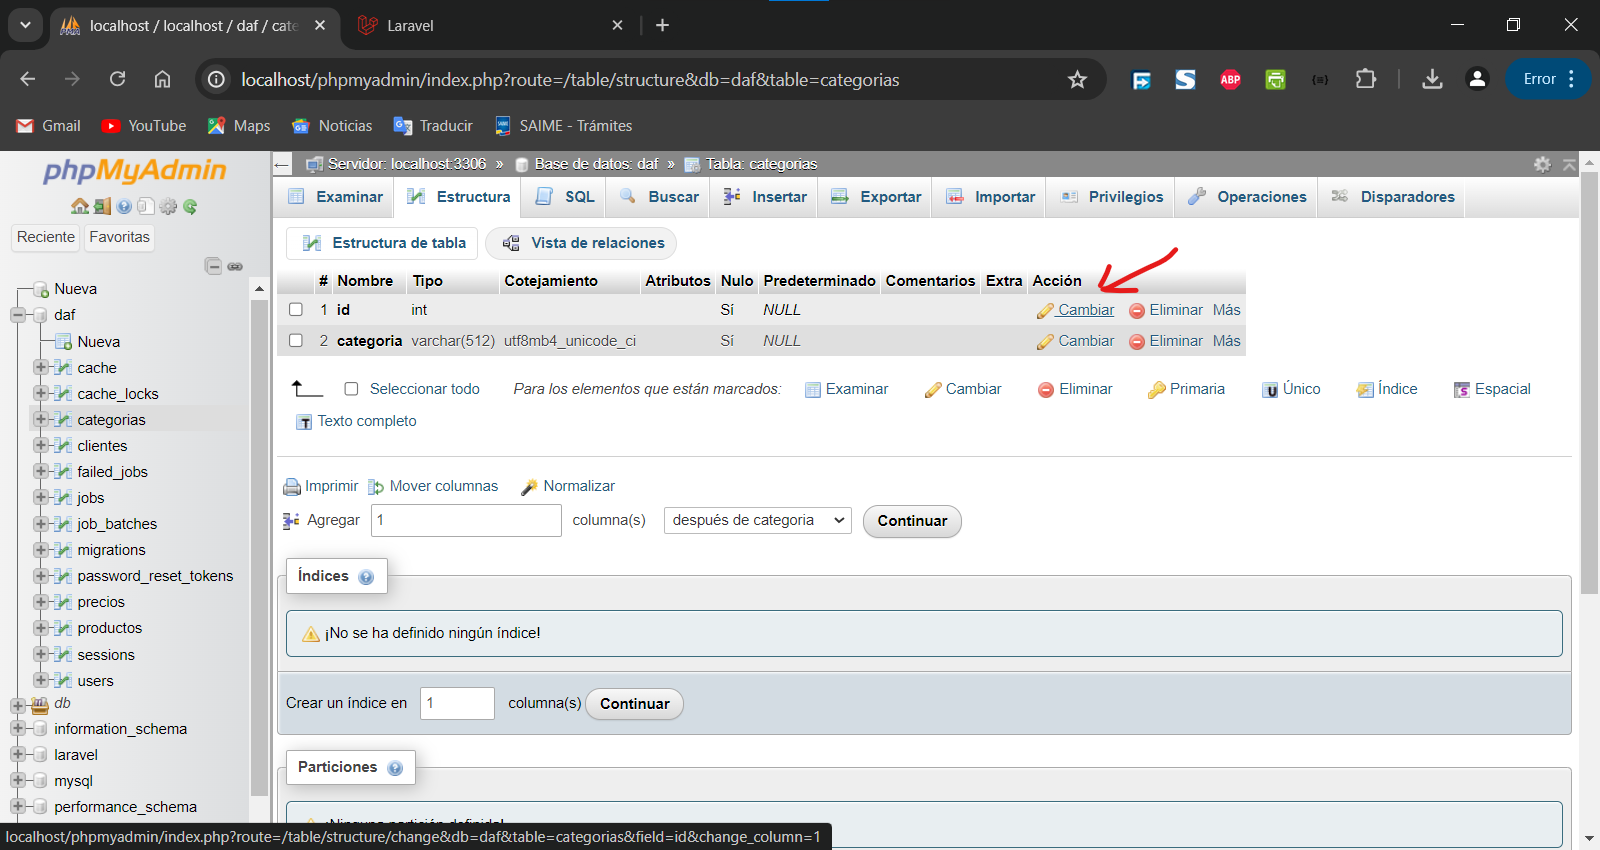 localhost / localhost / daf / cate
Laravel
localhost/phpmyadmin/index.php?route=/table/structure&db=daf&table=categorias
ABP
Error
Gmail
YouTube
Maps
Noticias
Traducir
SAIME - Trámites
phpMyAdmin
Reciente
Favoritas
Nueva
daf
Nueva
cache
cache_locks
categorias
clientes
failed_jobs
jobs
job_batches
migrations
password_reset_tokens
precios
productos
sessions
users
db
information_schema
laravel
mysql
performance_schema
Servidor: localhost:3306 » Base de datos: daf » Tabla: categorias
Examinar Estructura SQL Buscar Insertar Exportar Importar Privilegios Operaciones Disparadores
Estructura de tabla Vista de relaciones
# Nombre Tipo Cotejamiento Atributos Nulo Predeterminado Comentarios Extra Acción
1 id int Sí NULL Cambiar Eliminar Más
2 categoria varchar(512) utf8mb4_unicode_ci Sí NULL Cambiar Eliminar Más
Seleccionar todo Para los elementos que están marcados: Examinar Cambiar Eliminar Primaria Único Índice Espacial
Texto completo
Imprimir Mover columnas Normalizar
Agregar 1 columna(s) después de categoria Continuar
Índices
¡No se ha definido ningún índice!
Crear un índice en 1 columna(s) Continuar
Particiones
¡Ninguna partición definida!
localhost/phpmyadmin/index.php?route=/table/structure/change&db=daf&table=categorias&field=id&change_column=1